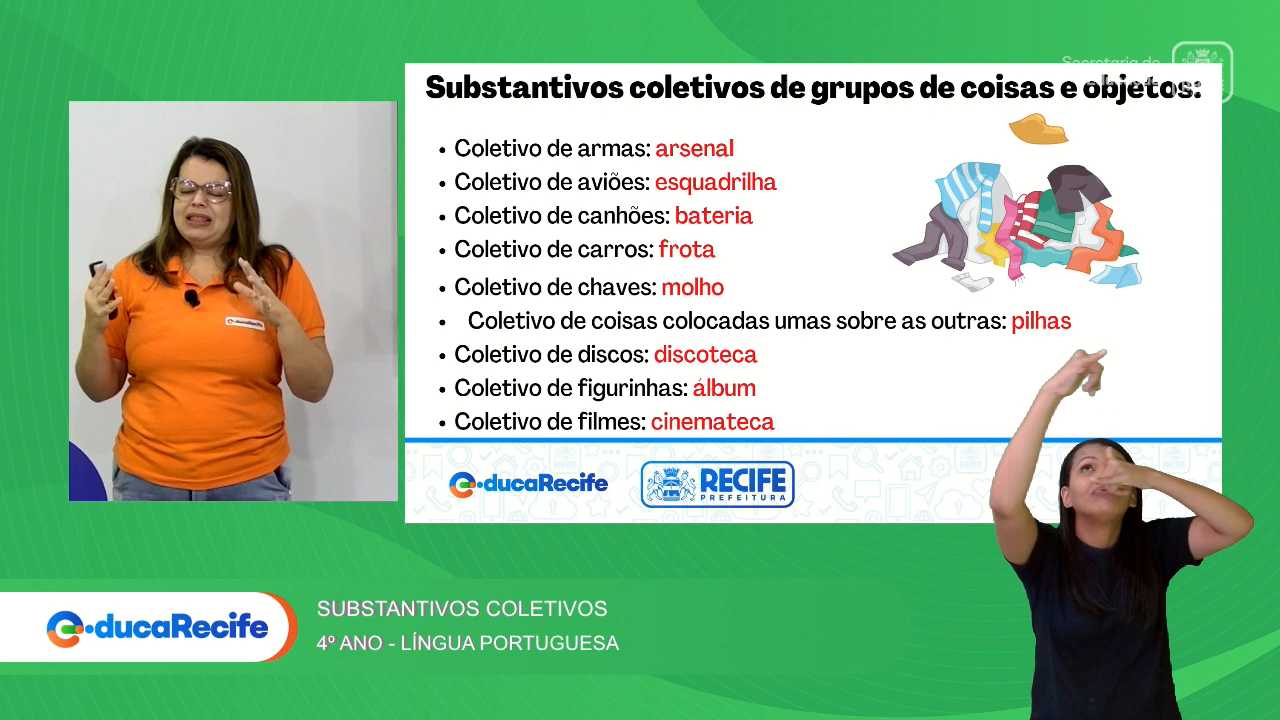 Secretaria de
Substantivos coletivos de grupos de coisas e objetos:
• Coletivo de armas: arsenal
• Coletivo de aviões: esquadrilha
• Coletivo de canhões: bateria
• Coletivo de carros: frota
• Coletivo de chaves: molho
• Coletivo de coisas colocadas umas sobre as outras: pilhas
• Coletivo de discos: discoteca
• Coletivo de figurinhas: álbum
• Coletivo de filmes: cinemateca
educaRecife
educaRecife
RECIFE
PREFEITURA
educaRecife
SUBSTANTIVOS COLETIVOS
4º ANO - LÍNGUA PORTUGUESA